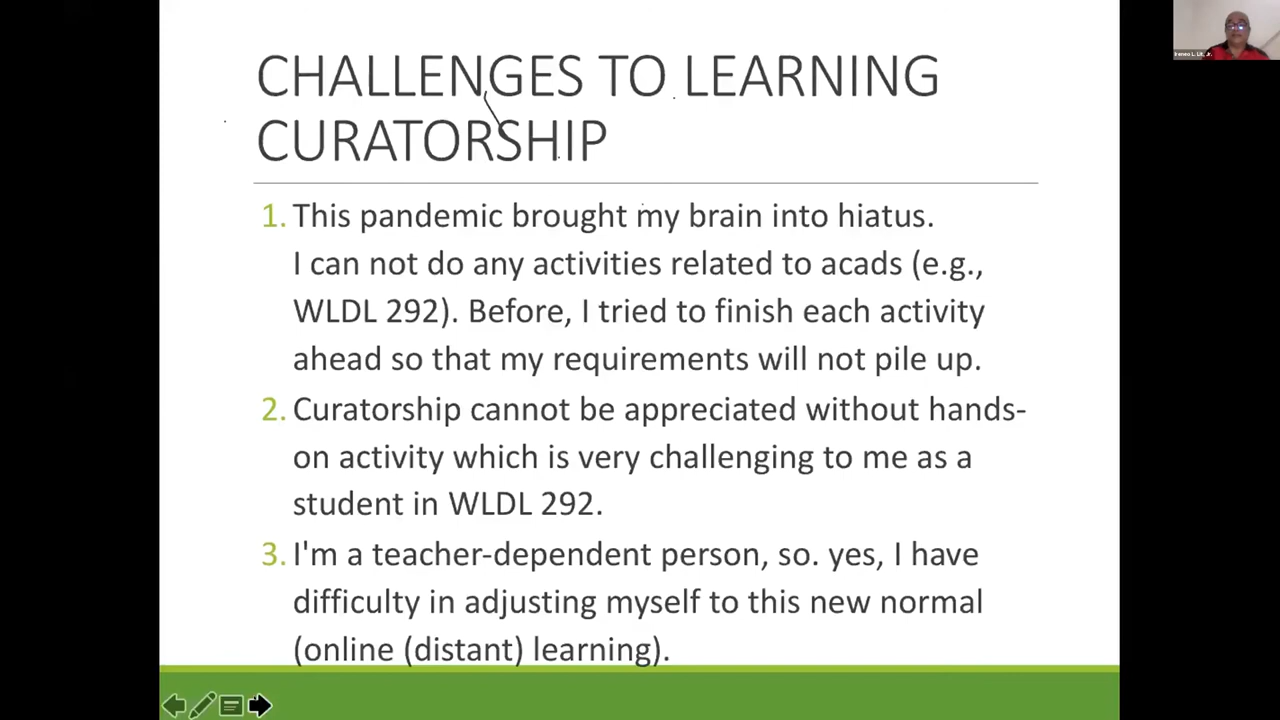 CHALLENGES TO LEARNING
CURATORSHIP
1. This pandemic brought my brain into hiatus.
I can not do any activities related to acads (e.g.,
WLDL 292). Before, I tried to finish each activity
ahead so that my requirements will not pile up.
2. Curatorship cannot be appreciated without hands-
on activity which is very challenging to me as a
student in WLDL 292.
3. I'm a teacher-dependent person, so. yes, I have
difficulty in adjusting myself to this new normal
(online (distant) learning).